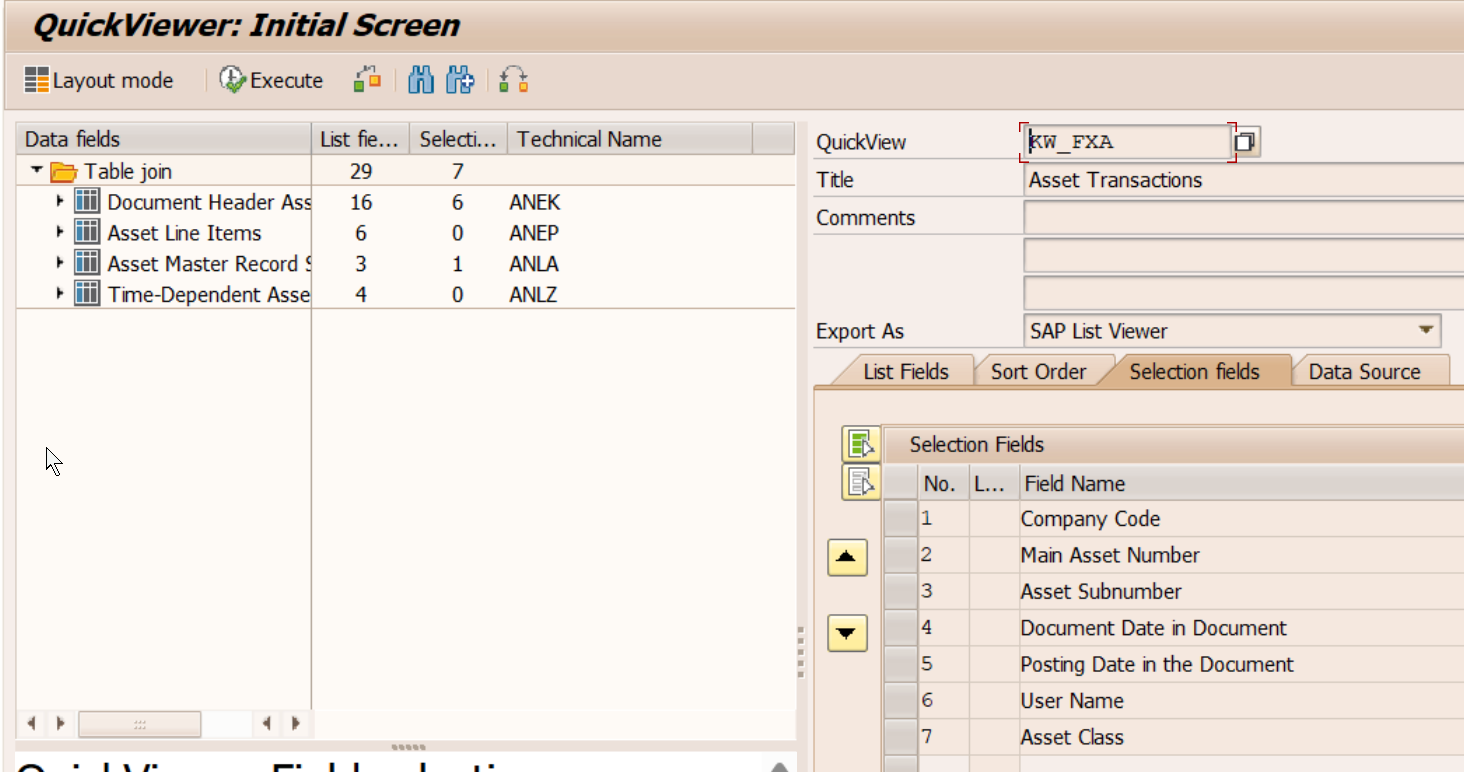 QuickViewer: Initial Screen
Layout mode Execute
Data fields List fie... Selecti... Technical Name
Table join 29 7
Document Header Ass 16 6 ANEK
Asset Line Items 6 0 ANEP
Asset Master Record S 3 1 ANLA
Time-Dependent Asse 4 0 ANLZ
QuickView KW_FXA
Title Asset Transactions
Comments
Export As SAP List Viewer
List Fields Sort Order Selection fields Data Source
Selection Fields
No. L... Field Name
1 Company Code
2 Main Asset Number
3 Asset Subnumber
4 Document Date in Document
5 Posting Date in the Document
6 User Name
7 Asset Class